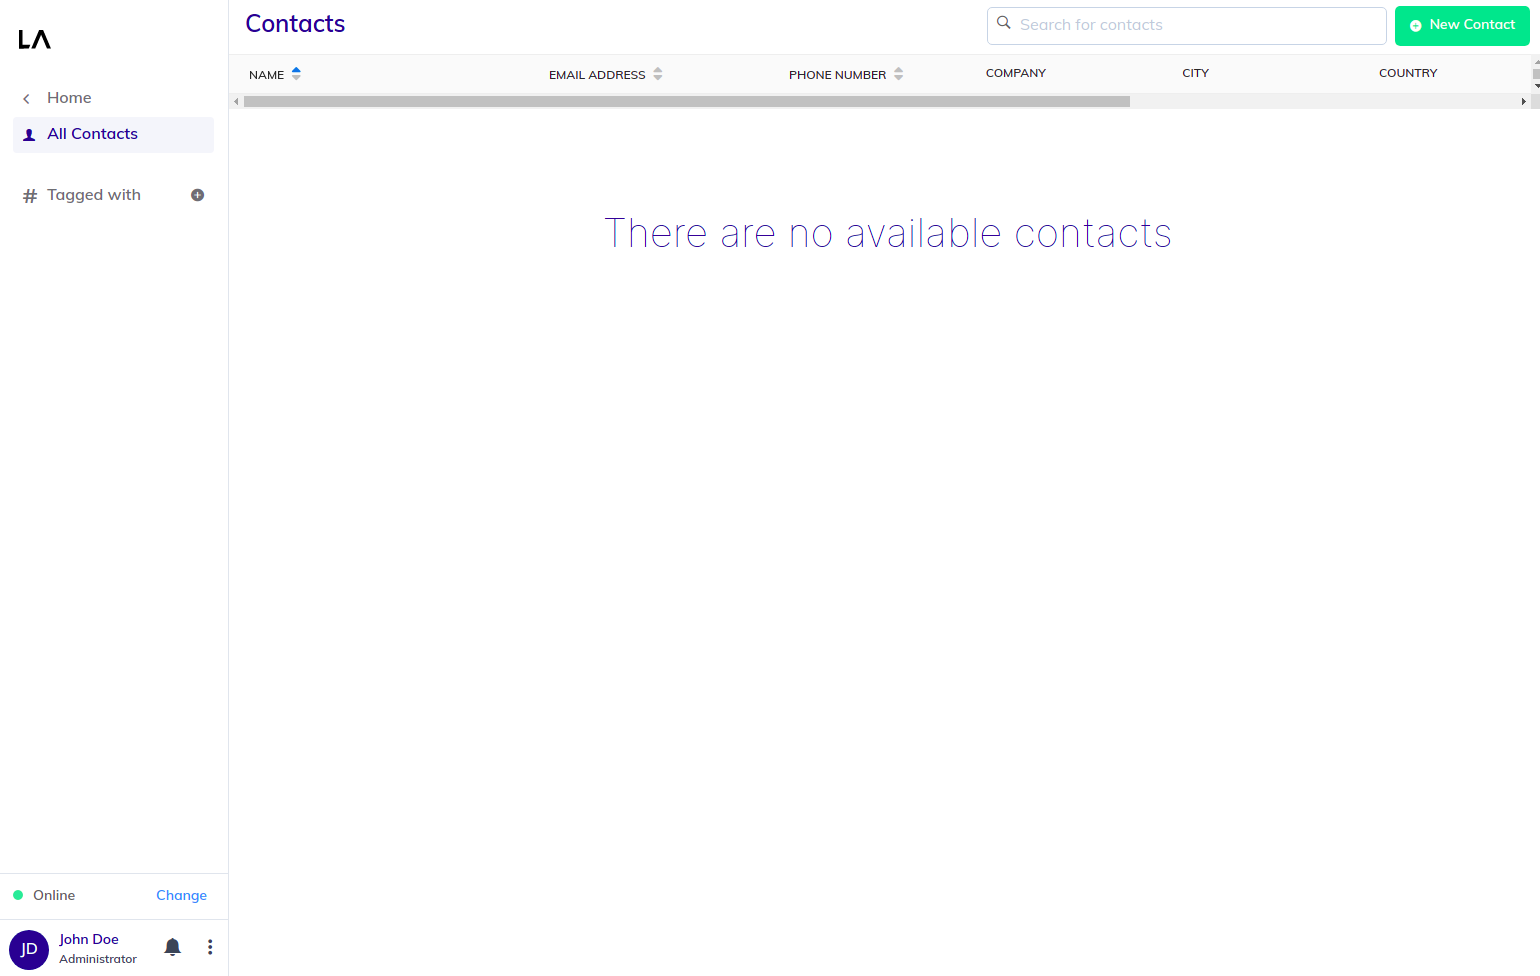 LA
Home
All Contacts
Tagged with
Online
Change
JD
John Doe
Administrator
Contacts
Search for contacts
New Contact
NAME
EMAIL ADDRESS
PHONE NUMBER
COMPANY
CITY
COUNTRY
There are no available contacts